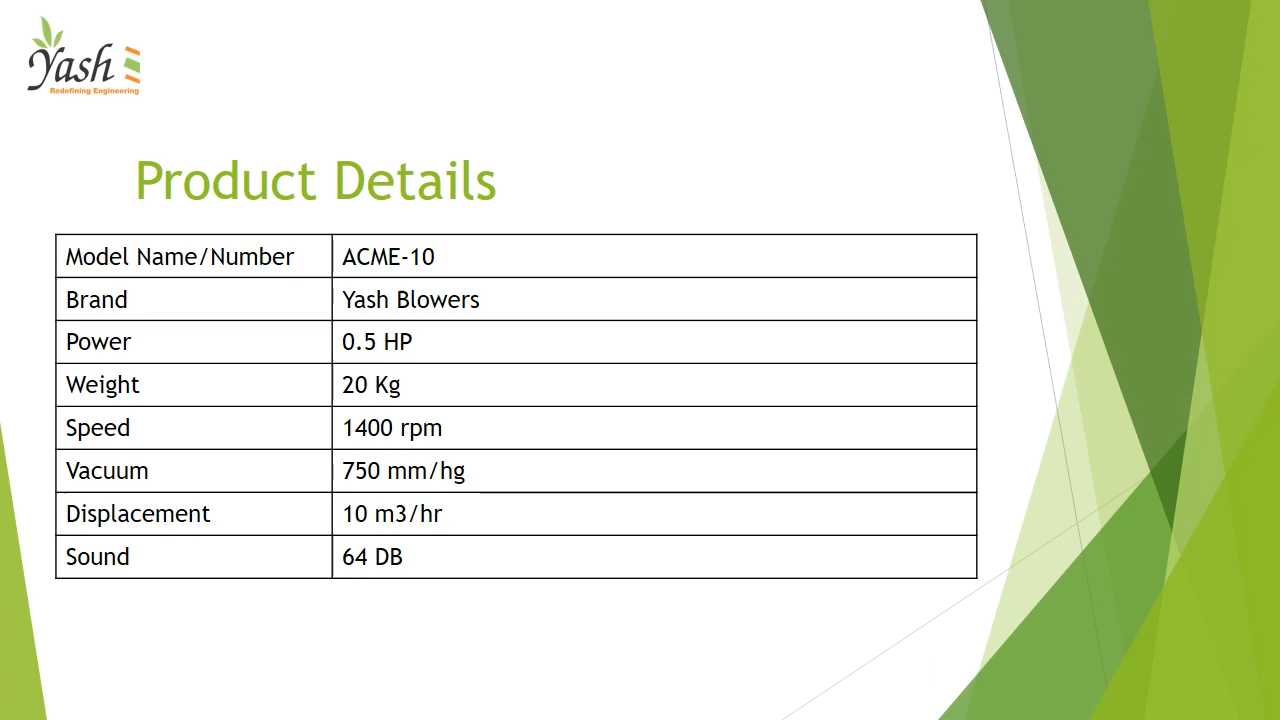 Yash
Redefining Engineering
Product Details
Model Name/Number ACME-10
Brand Yash Blowers
Power 0.5 HP
Weight 20 Kg
Speed 1400 rpm
Vacuum 750 mm/hg
Displacement 10 m3/hr
Sound 64 DB